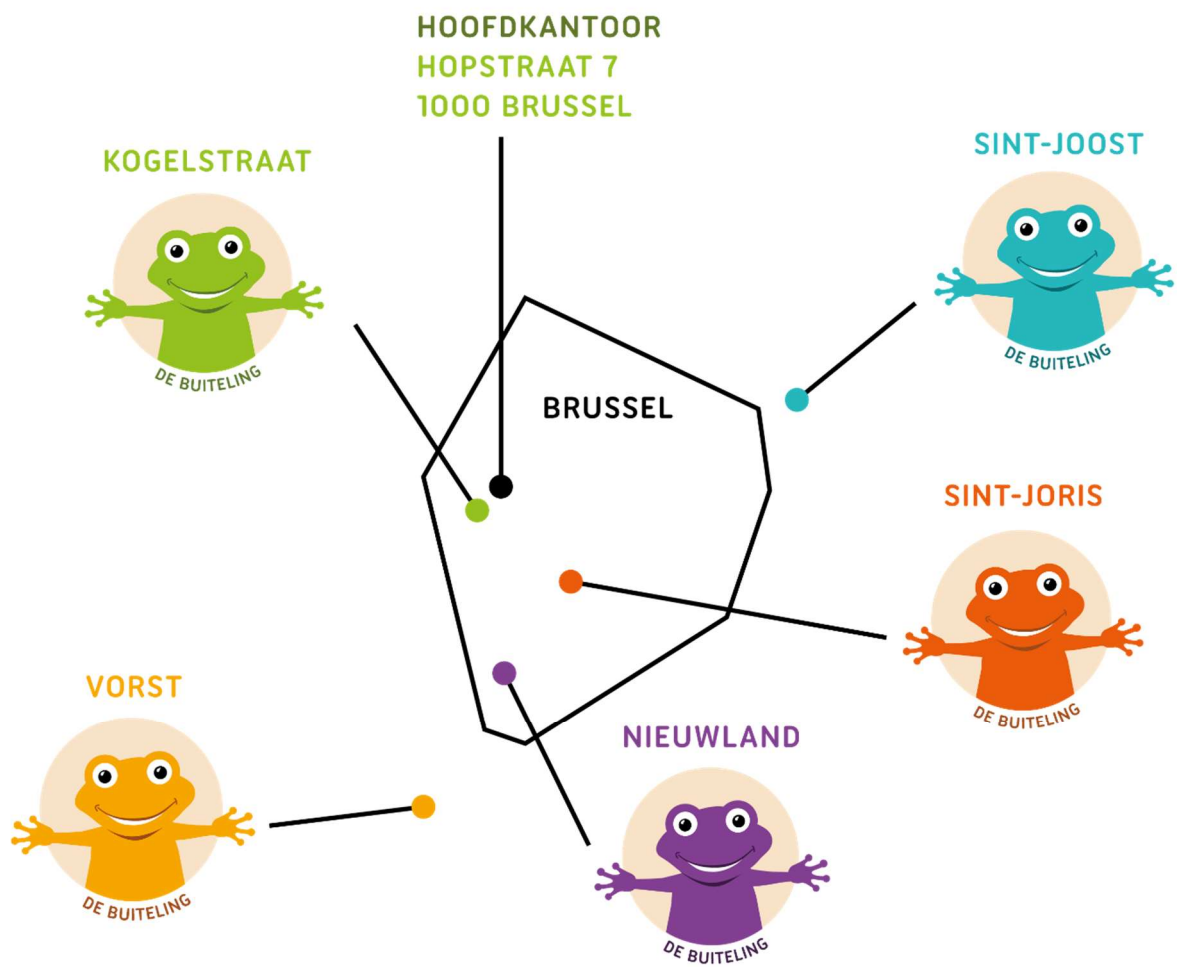 HOOFDKANTOOR
HOPSTRAAT 7
1000 BRUSSEL
KOGELSTRAAT
DE BUITELING
SINT-JOOST
DE BUITELING
BRUSSEL
SINT-JORIS
DE BUITELING
VORST
DE BUITELING
NIEUWLAND
DE BUITELING